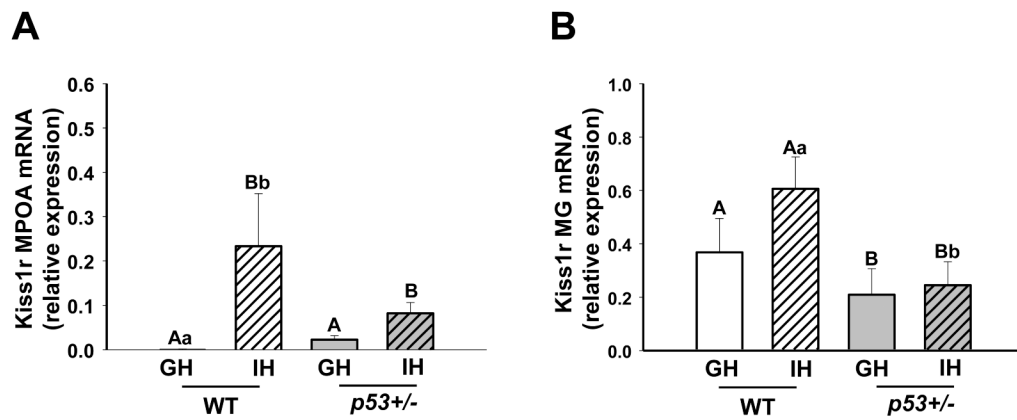 A
Kiss1r MPOA mRNA
(relative expression)
0.6
0.5
0.4
0.3
0.2
0.1
0.0
Aa
Bb
A
B
GH IH GH IH
WT p53+/-
B
Kiss1r MG mRNA
(relative expression)
1.0
0.8
0.6
0.4
0.2
0.0
A
Aa
B
Bb
GH IH GH IH
WT p53+/-